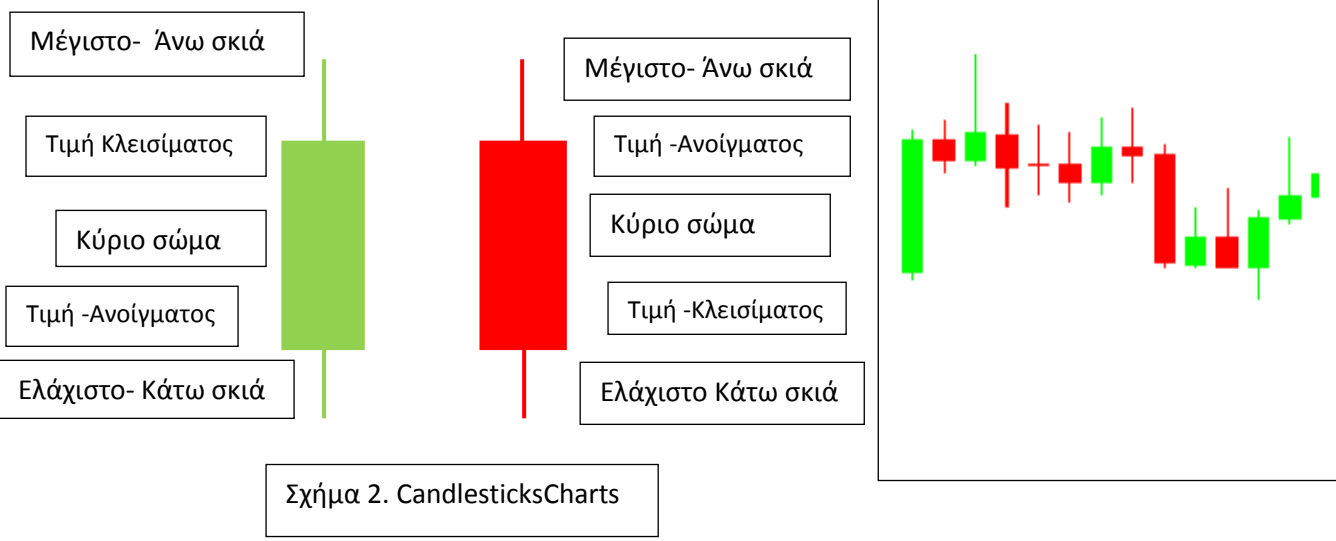 Μέγιστο-  Άνω σκιά
Τιμή Κλεισίματος
Κύριο σώμα
Τιμή -Ανοίγματος
Ελάχιστο- Κάτω σκιά
Μέγιστο- Άνω σκιά
Τιμή -Ανοίγματος
Κύριο σώμα
Τιμή -Κλεισίματος
Ελάχιστο Κάτω σκιά
Σχήμα 2. CandlesticksCharts